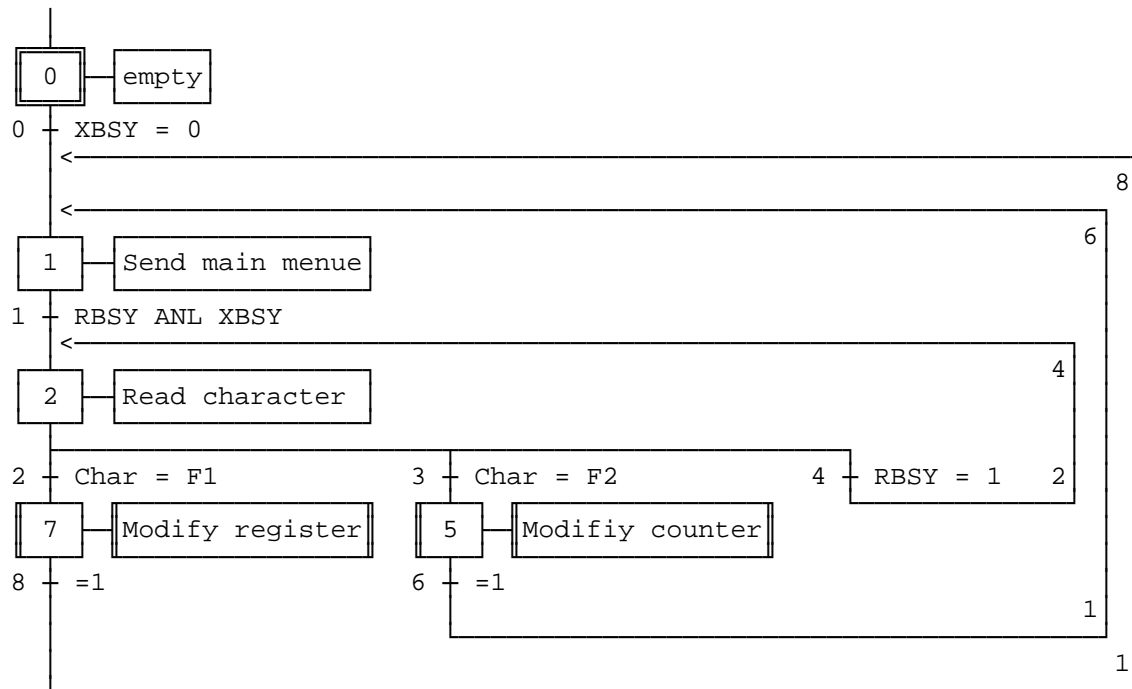 0 empty
0 XBSY = 0
<
8
<
6
1 Send main menue
1 RBSY ANL XBSY
<
4
2 Read character
2 Char = F1 3 Char = F2 4 RBSY = 1 2
7 Modify register 5 Modifiy counter
8 =1 6 =1
1
1